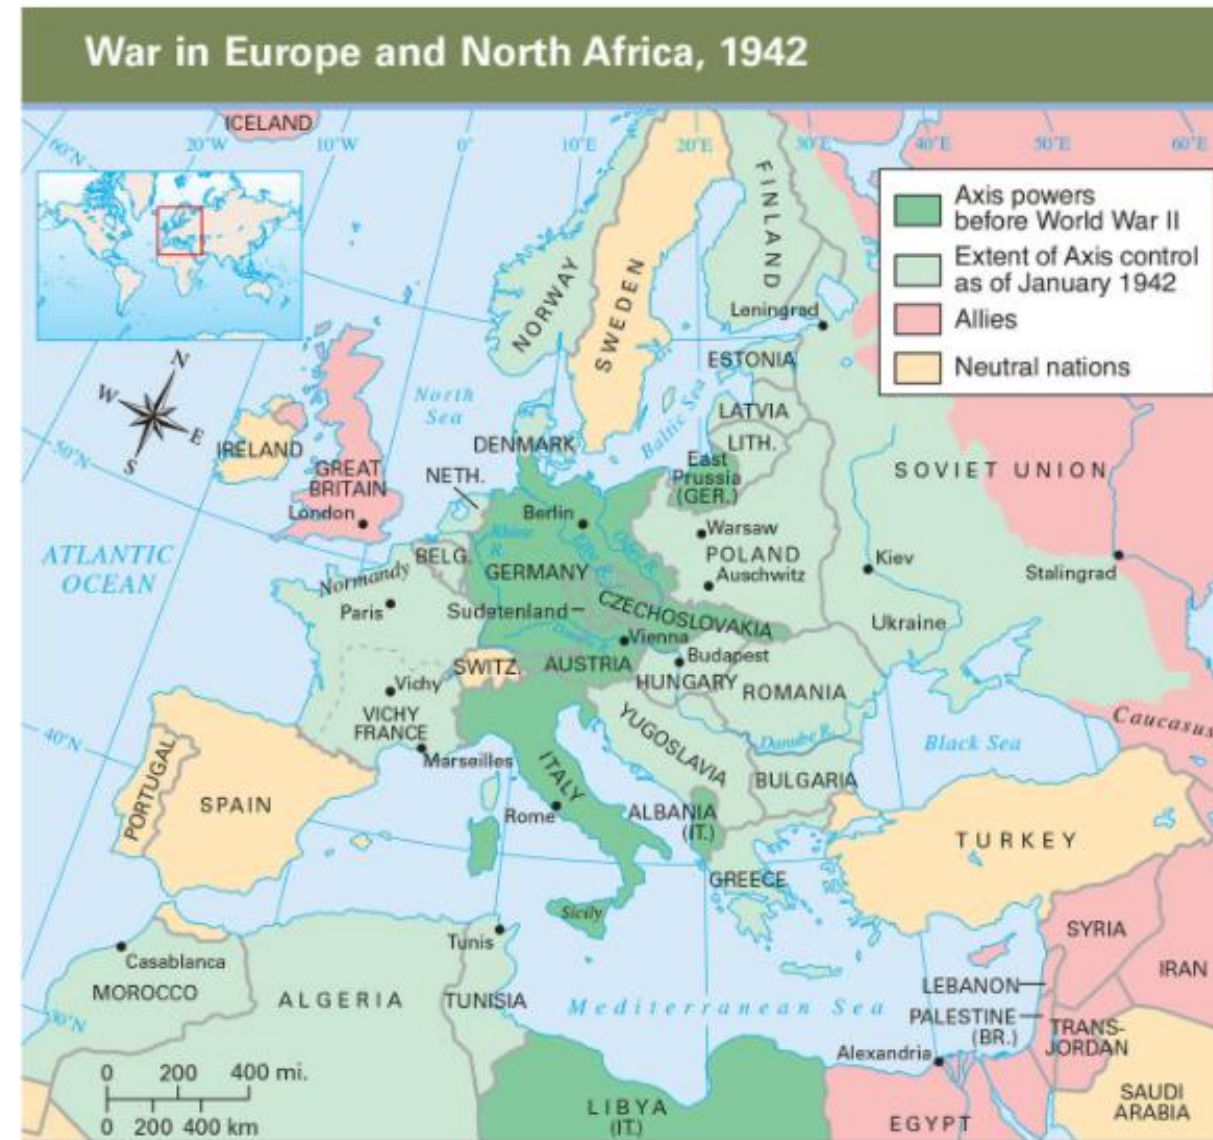 War in Europe and North Africa, 1942
ICELAND
60°N
20°W
10°W
0°
10°E
20°E
30°E
40°E
50°E
60°E
Axis powers
before World War II
Extent of Axis control
as of January 1942
Allies
Neutral nations
N
W
E
S
FINLAND
NORWAY
SWEDEN
Leningrad
ESTONIA
North
Sea
Baltic Sea
LATVIA
LITH.
DENMARK
50°N
IRELAND
GREAT
BRITAIN
London
NETH.
East
Prussia
(GER.)
SOVIET UNION
Berlin
Rhine
R.
Elbe R.
Oder R.
Warsaw
POLAND
Auschwitz
Kiev
Stalingrad
ATLANTIC
OCEAN
BELG.
GERMANY
Normandy
Paris
Sudetenland
CZECHOSLOVAKIA
Ukraine
Danube
Vienna
SWITZ.
AUSTRIA
Budapest
HUNGARY
ROMANIA
Vichy
VICHY
FRANCE
Marseilles
YUGOSLAVIA
Danube R.
Black Sea
Caucasus
40°N
PORTUGAL
SPAIN
ITALY
Rome
BULGARIA
ALBANIA
(IT.)
TURKEY
GREECE
Sicily
Tunis
Casablanca
MOROCCO
ALGERIA
TUNISIA
Mediterranean Sea
SYRIA
LEBANON
IRAN
PALESTINE
(BR.)
TRANS-
JORDAN
30°N
Alexandria
0 200 400 mi.
0 200 400 km
LIBYA
(IT.)
EGYPT
SAUDI
ARABIA